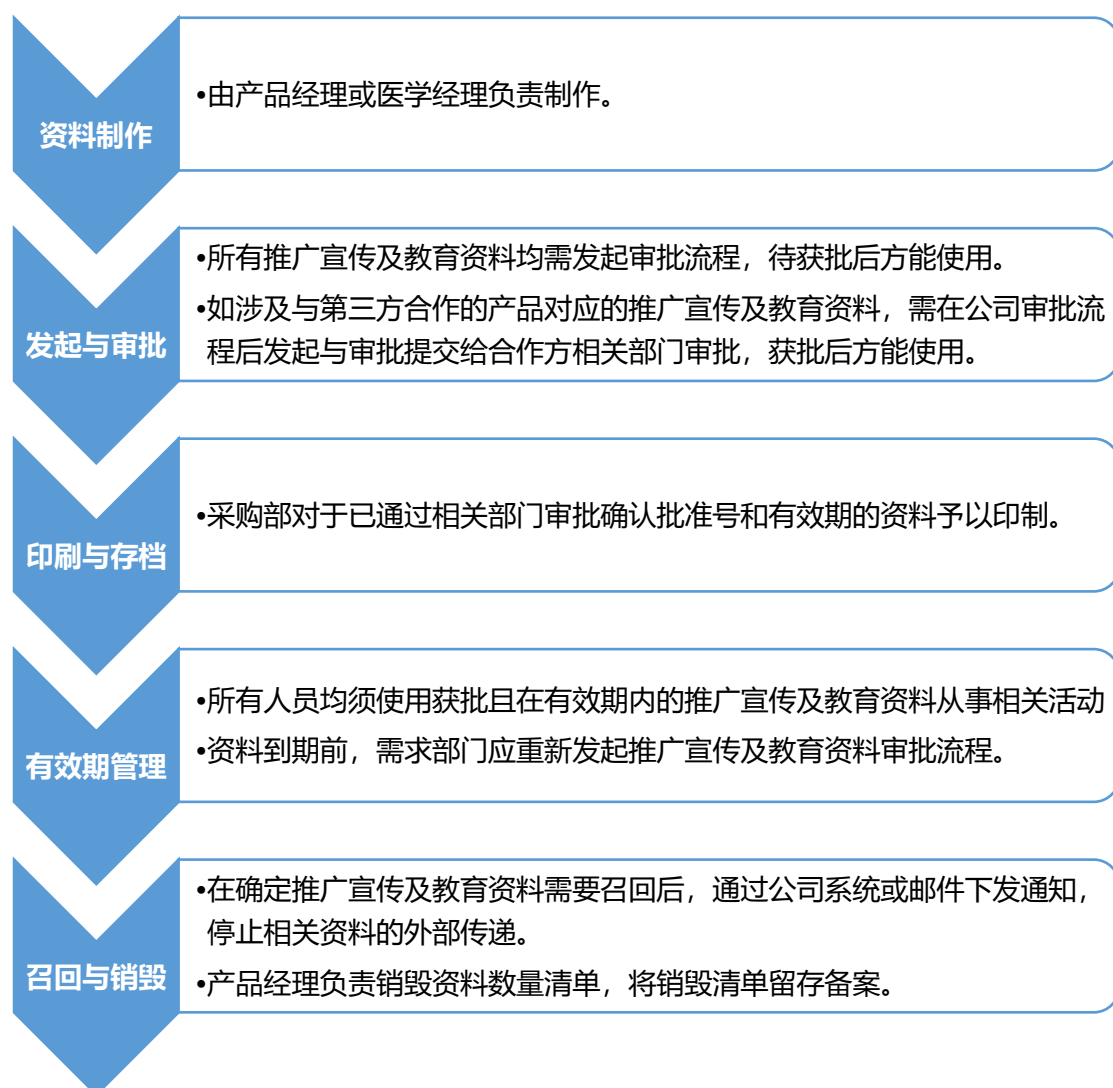 资料制作
•由产品经理或医学经理负责制作。
发起与审批
•所有推广宣传及教育资料均需发起审批流程，待获批后方能使用。
•如涉及与第三方合作的产品对应的推广宣传及教育资料，需在公司审批流
程后发起与审批提交给合作方相关部门审批，获批后方能使用。
印刷与存档
•采购部对于已通过相关部门审批确认批准号和有效期的资料予以印制。
有效期管理
•所有人员均须使用获批且在有效期内的推广宣传及教育资料从事相关活动
•资料到期前，需求部门应重新发起推广宣传及教育资料审批流程。
召回与销毁
•在确定推广宣传及教育资料需要召回后，通过公司系统或邮件下发通知，
停止相关资料的外部传递。
•产品经理负责销毁资料数量清单，将销毁清单留存备案。